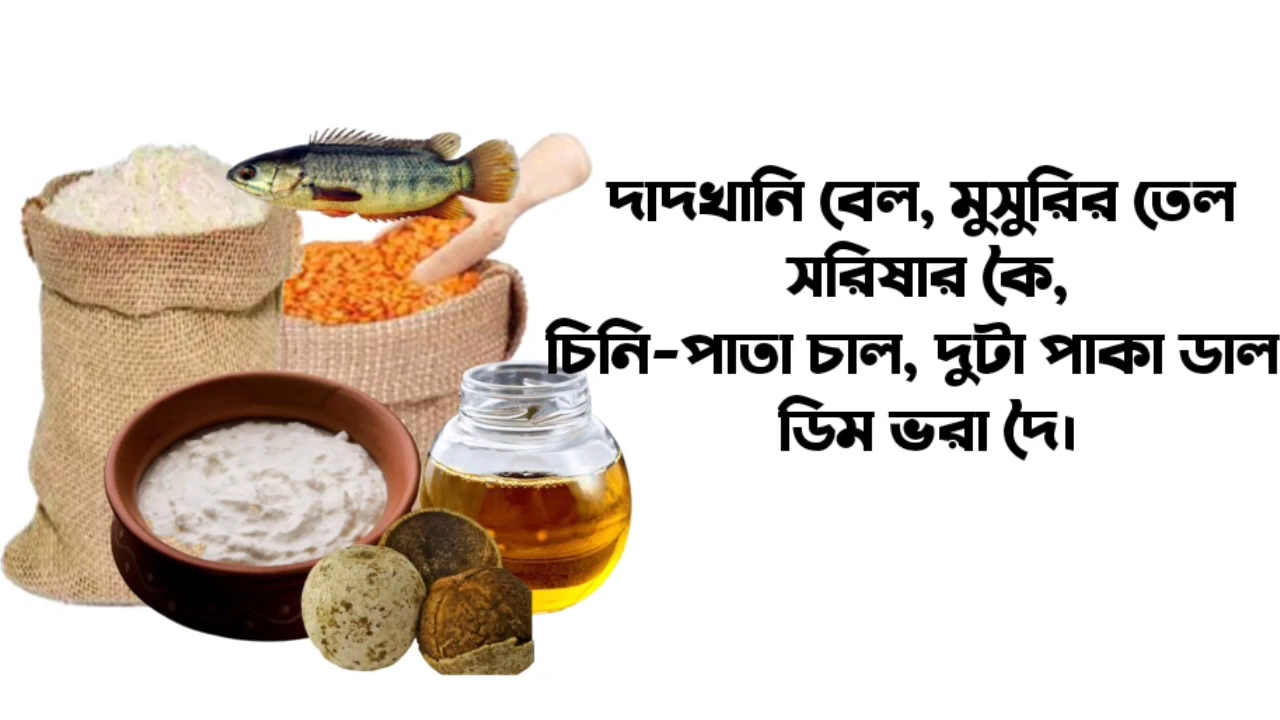 দাদখানি বেল, মুসুরির তেল
সরিষার কৈ,
চিনি-পাতা চাল, দুটা পাকা ডাল
ডিম ভরা দৈ।